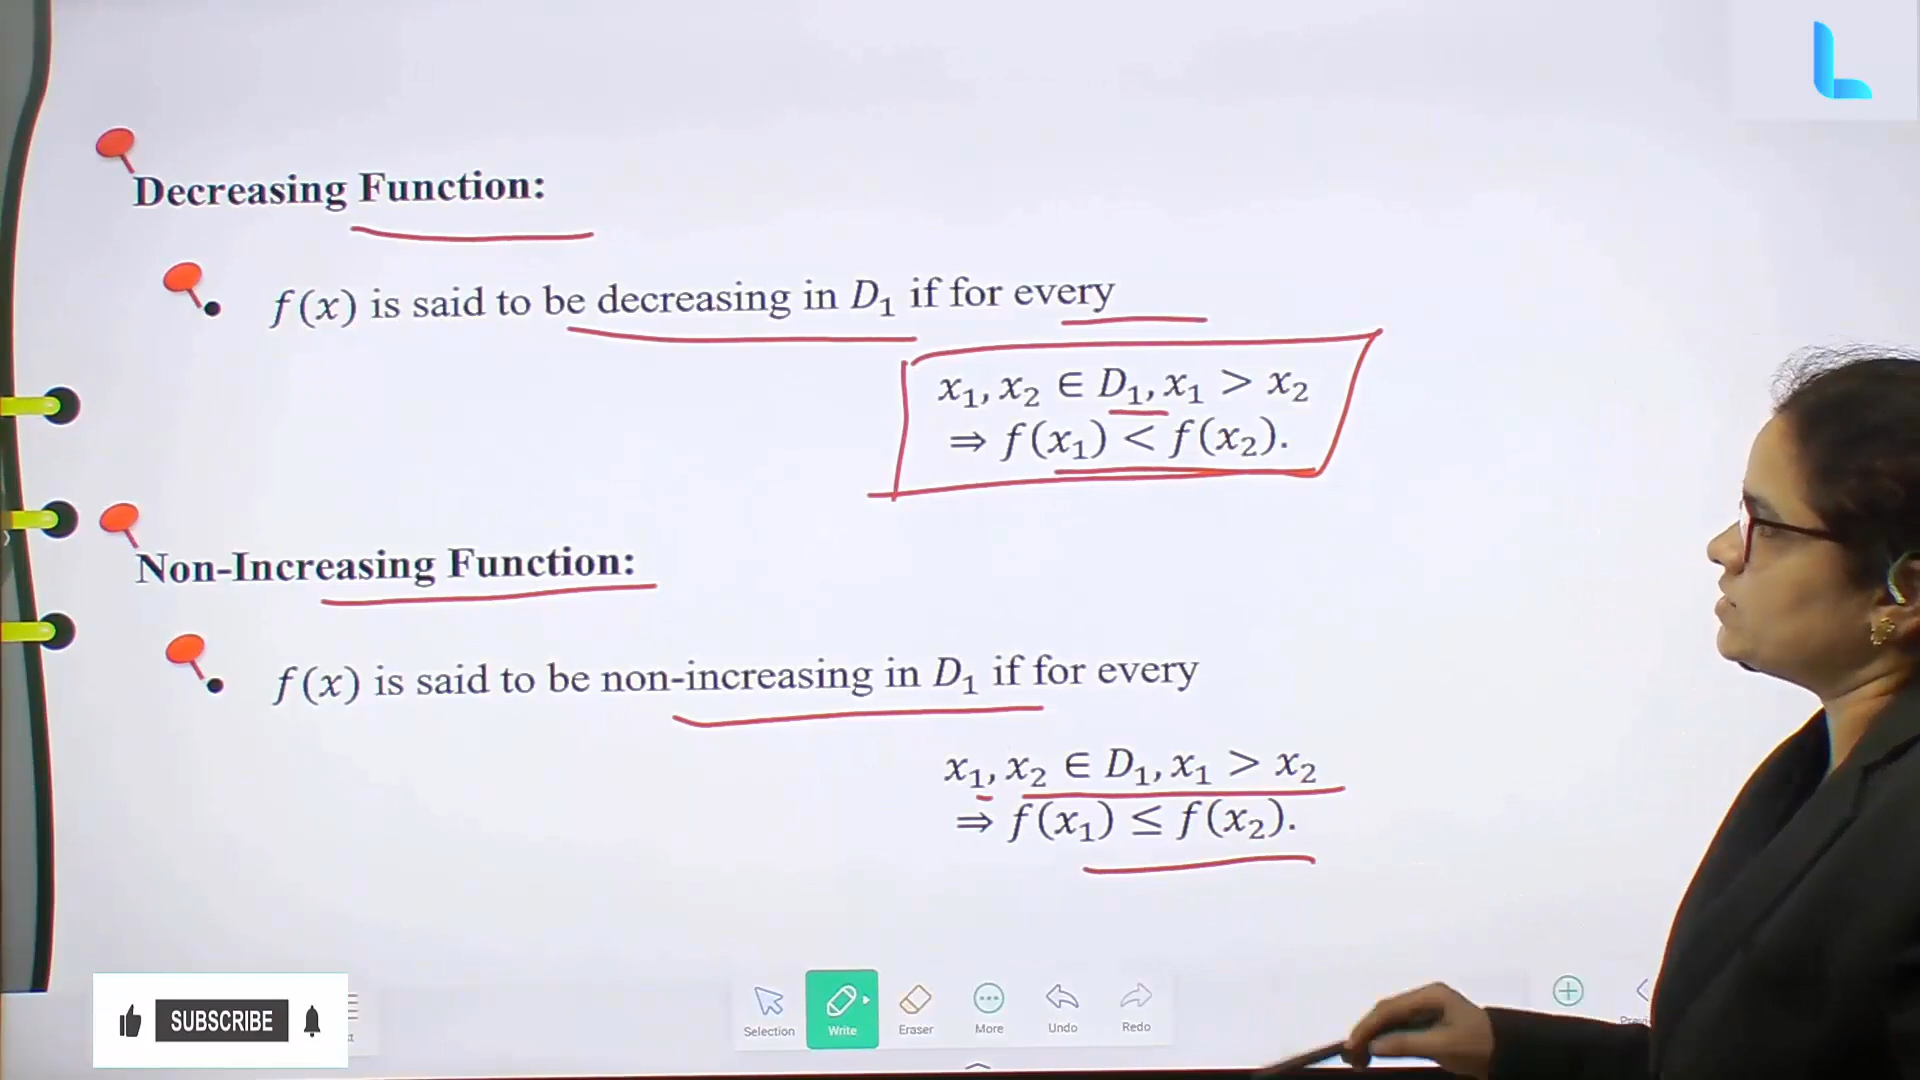 Decreasing Function:
f(x) is said to be decreasing in D₁ if for every
x₁, x₂ ∈ D₁, x₁ > x₂
⇒ f(x₁) < f(x₂).
Non-Increasing Function:
f(x) is said to be non-increasing in D₁ if for every
x₁, x₂ ∈ D₁, x₁ > x₂
⇒ f(x₁) ≤ f(x₂).
SUBSCRIBE
Selection Write Eraser More Undo Redo